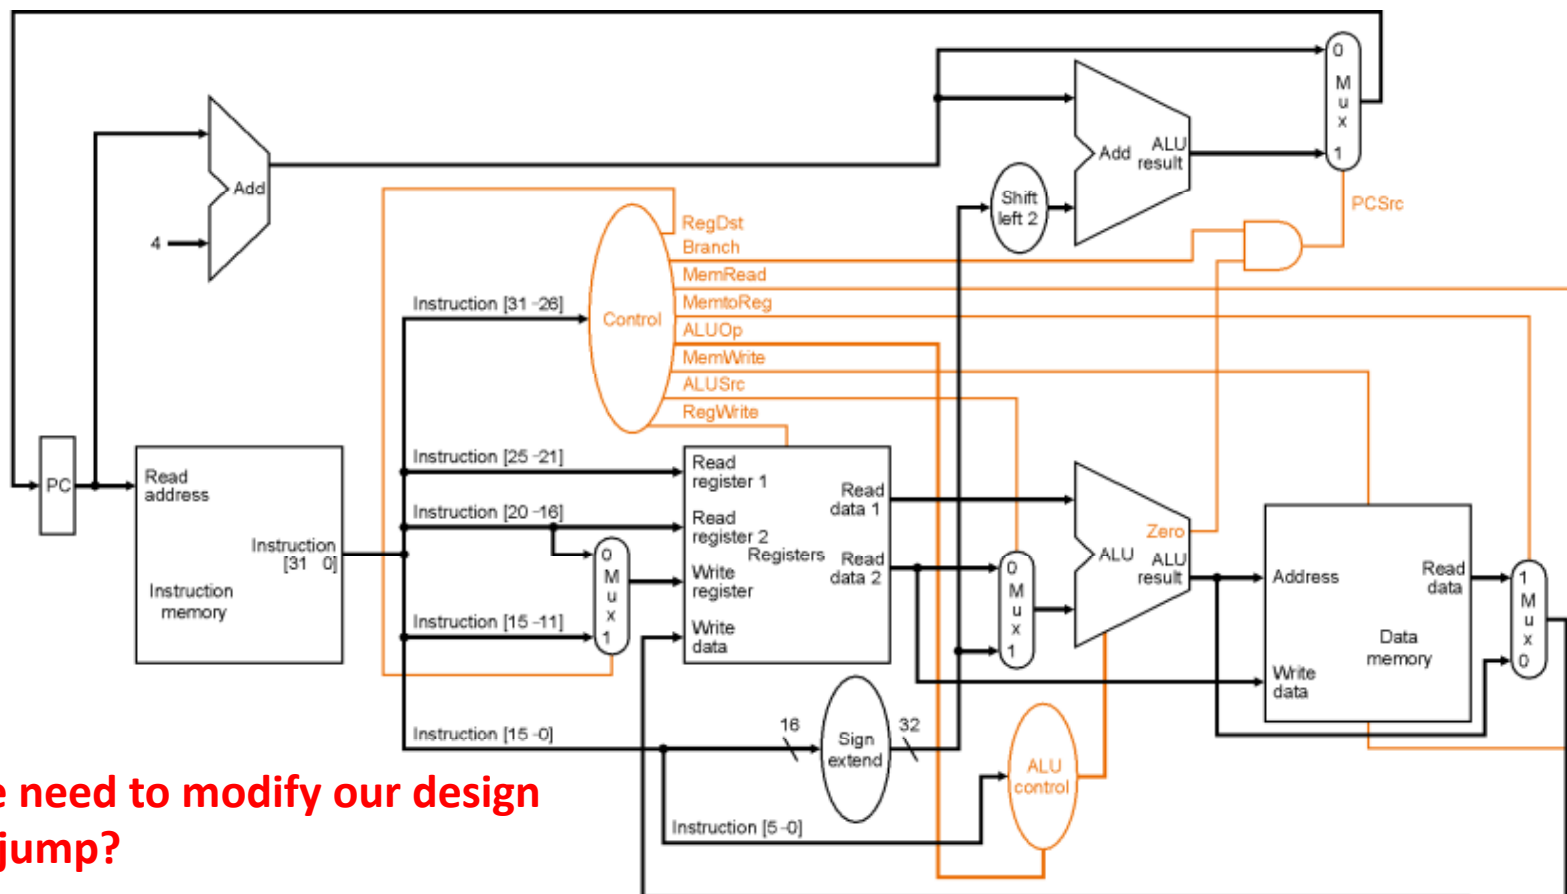 0
M
u
x
1
Add
ALU
result
Add
4
Shift
left 2
PCSrc
RegDst
Branch
MemRead
MemtoReg
ALUOp
MemWrite
ALUSrc
RegWrite
Control
Instruction [31–26]
PC
Read
address
Instruction
[31 0]
Instruction
memory
Instruction [25–21]
Instruction [20–16]
Instruction [15–11]
0
M
u
x
1
Read
register 1
Read
register 2
Write
register
Write
data
Registers
Read
data 1
Read
data 2
0
M
u
x
1
Zero
ALU
ALU
result
Address
Write
data
Read
data
Data
memory
1
M
u
x
0
Instruction [15–0]
16
Sign
extend
32
ALU
control
Instruction [5–0]
need to modify our design
jump?